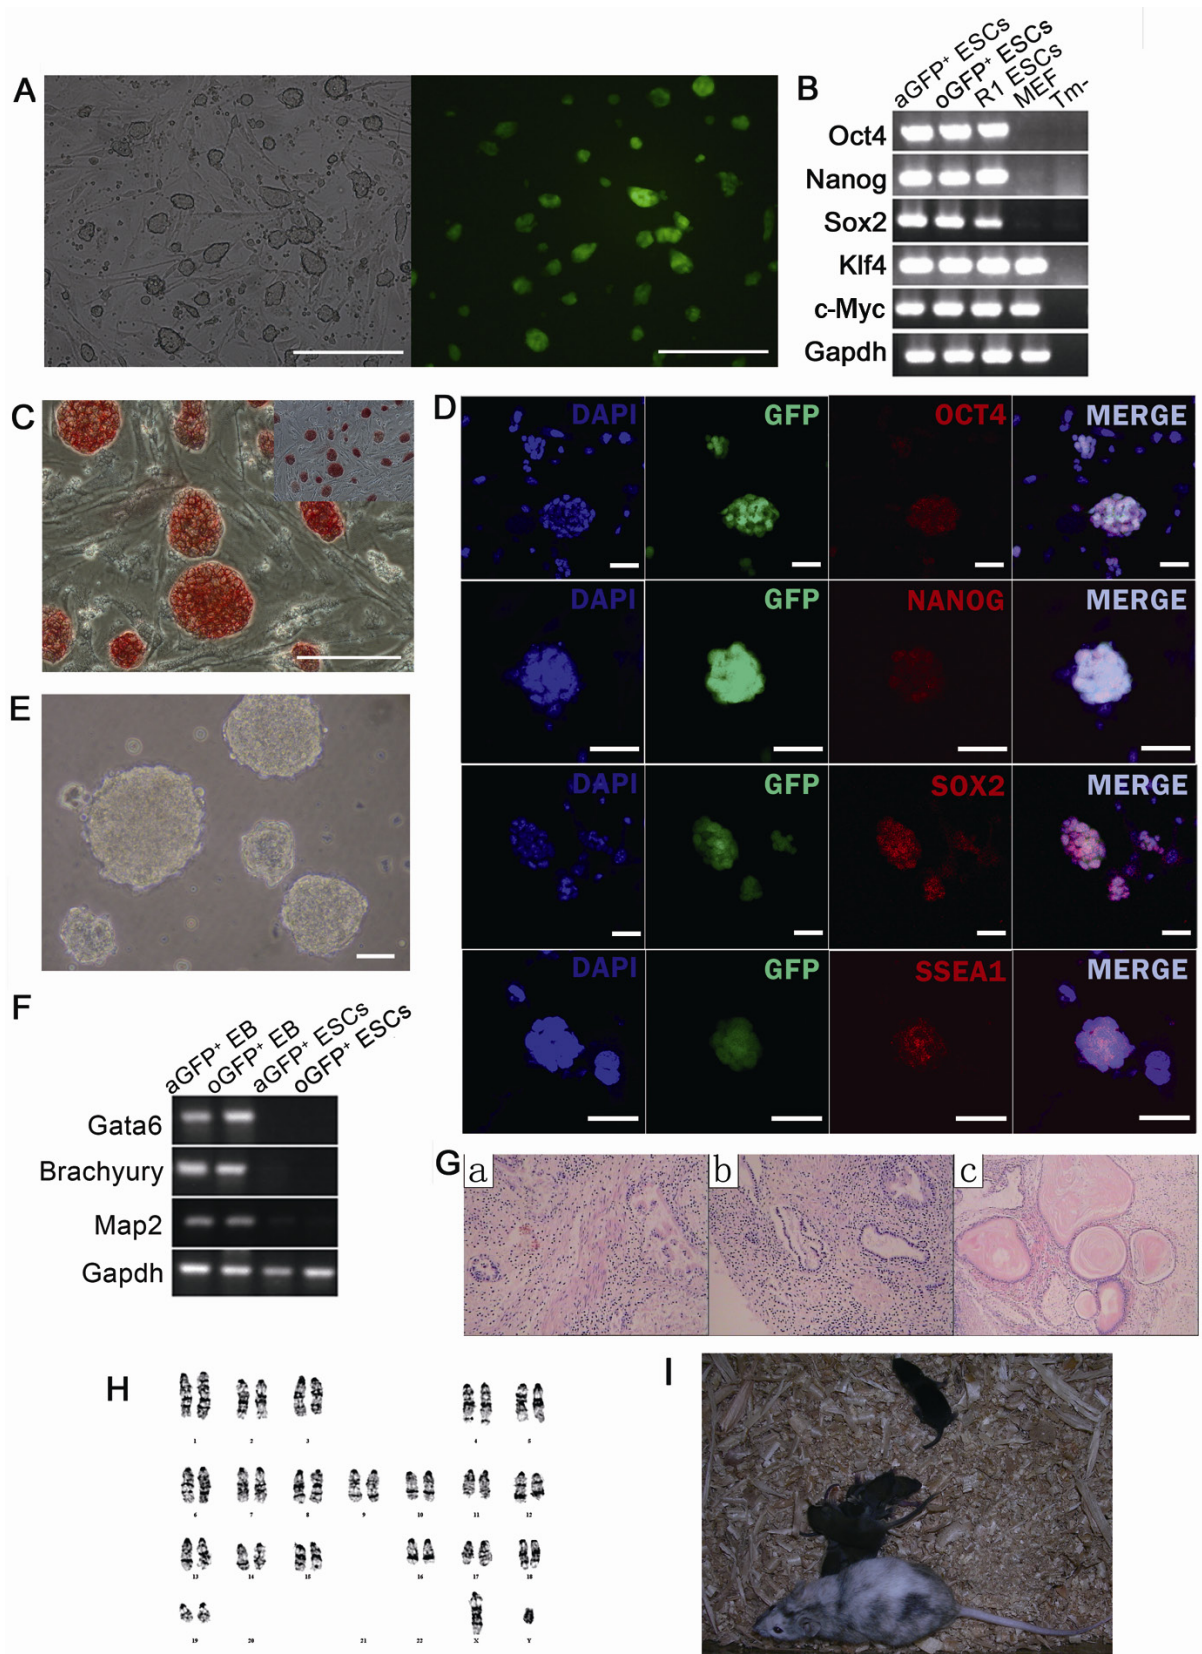 A
B
aGFP+ ESCs
oGFP+ ESCs
R1 ESCs
MEF
Tm-
Oct4
Nanog
Sox2
Klf4
c-Myc
Gapdh
C
D
DAPI GFP OCT4 MERGE
DAPI GFP NANOG MERGE
DAPI GFP SOX2 MERGE
DAPI GFP SSEA1 MERGE
E
F
aGFP+ EB
oGFP+ EB
aGFP+ ESCs
oGFP+ ESCs
Gata6
Brachyury
Map2
Gapdh
G
a b c
H
1 2 3 4 5
6 7 8 9 10 11 12
13 14 15 16 17 18
19 20 21 22 X Y
I